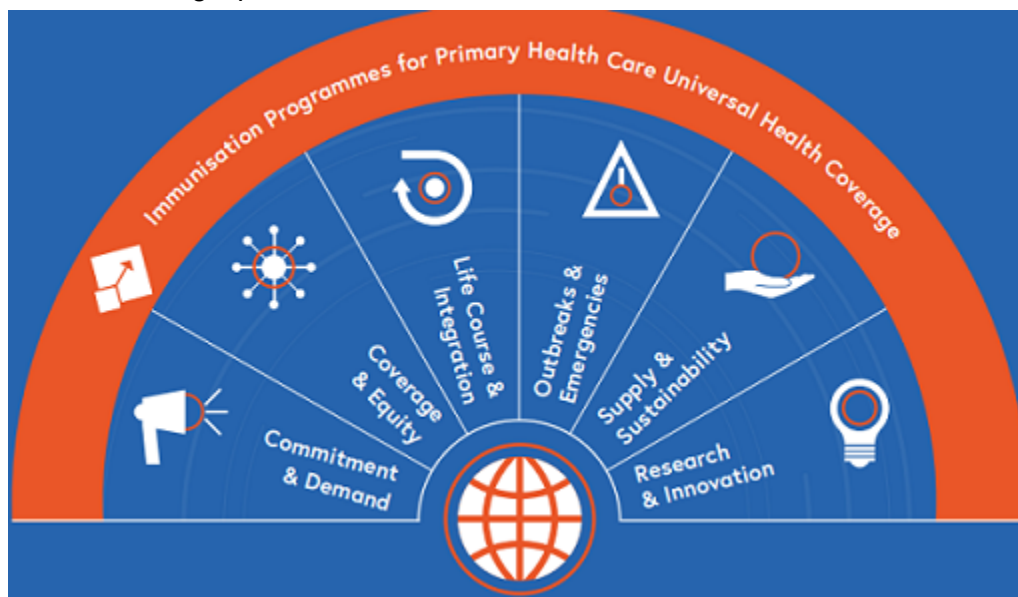 Immunisation Programmes for Primary Health Care Universal Health Coverage
Commitment
& Demand
Coverage
& Equity
Life Course &
Integration
Outbreaks &
Emergencies
Supply &
Sustainability
Research
& Innovation